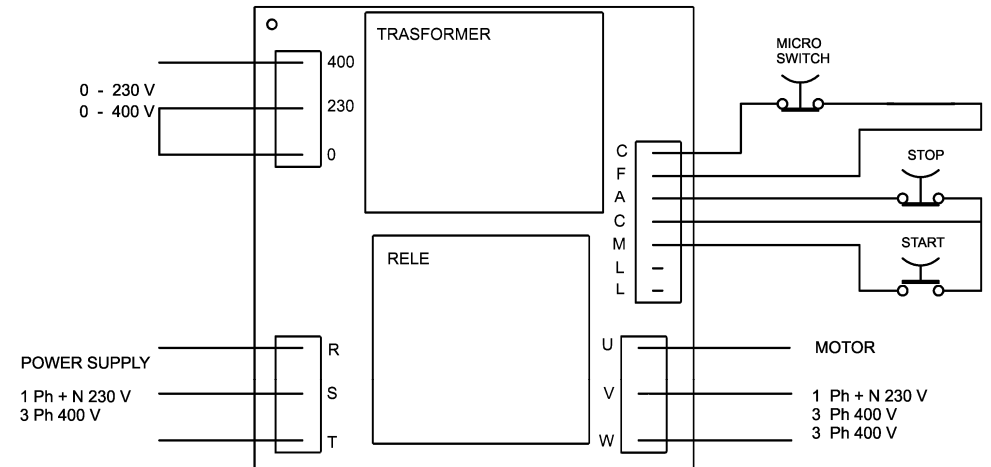 TRASFORMER
400
0 - 230 V
230
0 - 400 V
0
MICRO
SWITCH
C
F
STOP
A
C
START
M
L
L
RELE
POWER SUPPLY
1 Ph + N 230 V
3 Ph 400 V
R
S
T
U
V
W
MOTOR
1 Ph + N 230 V
3 Ph 400 V
3 Ph 400 V